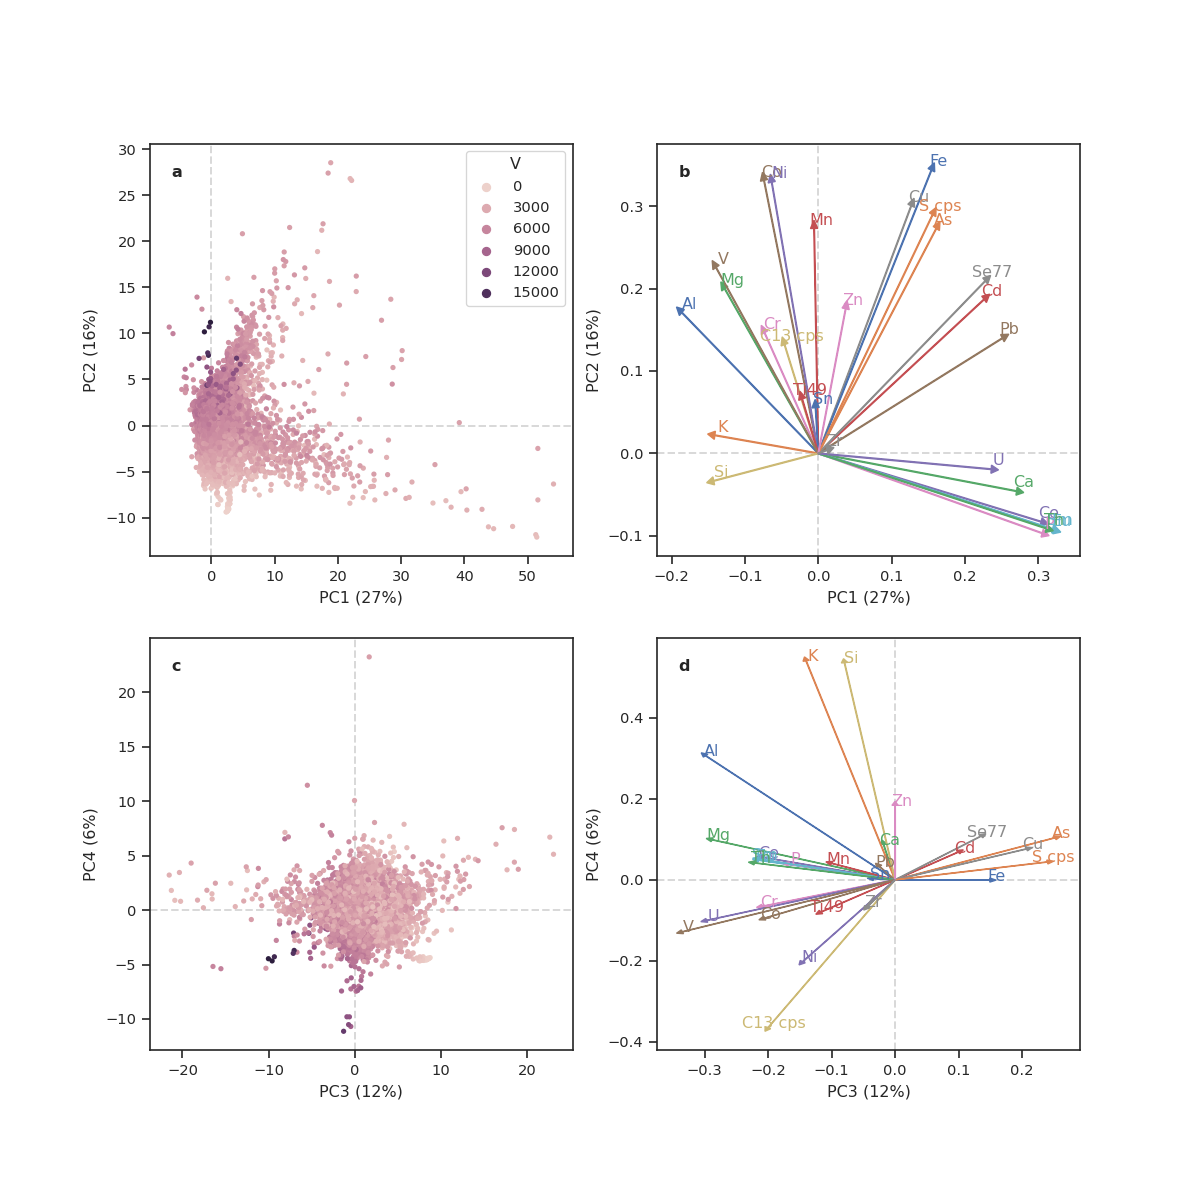 a
V
0
3000
6000
9000
12000
15000
30
25
20
15
10
5
0
−5
−10
PC2 (16%)
0
10
20
30
40
50
PC1 (27%)
b
Co
Ni
Fe
Cu
S cps
As
Mn
V
Mg
Al
Se77
Cd
Zn
Cr
C13 cps
Pb
Ti49
Sn
K
Zr
Si
U
Ca
Ce
0.3
0.2
0.1
0.0
−0.1
PC2 (16%)
−0.2
−0.1
0.0
0.1
0.2
0.3
PC1 (27%)
c
20
15
10
5
0
−5
−10
PC4 (6%)
−20
−10
0
10
20
PC3 (12%)
d
K
Si
Al
Zn
Mg
Ca
Se77
As
Cu
Cd
Ce
P
Mn
Pb
S cps
Sn
Fe
Cr
Ti49
Zr
V
U
Co
Ni
C13 cps
0.4
0.2
0.0
−0.2
−0.4
PC4 (6%)
−0.3
−0.2
−0.1
0.0
0.1
0.2
PC3 (12%)